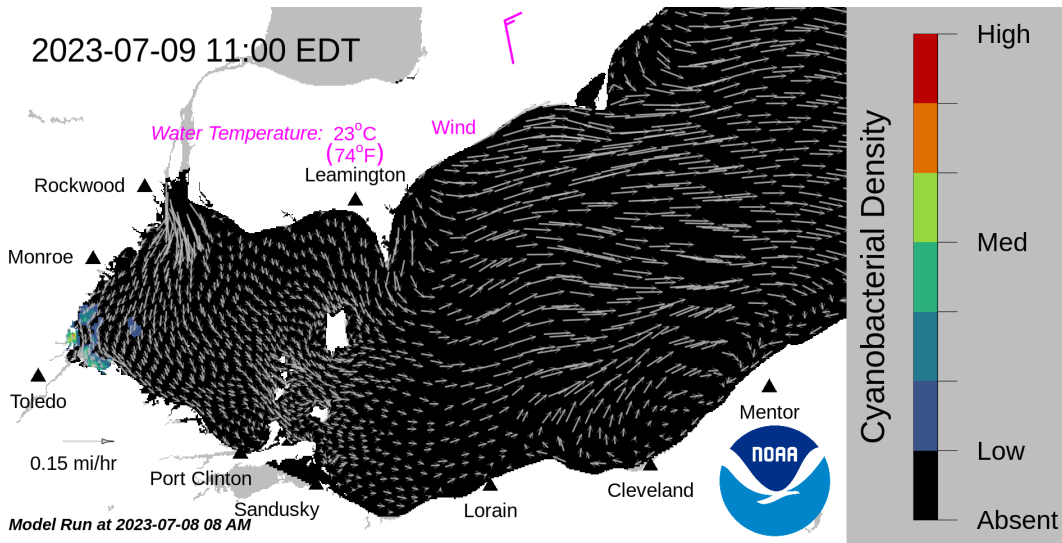 2023-07-09 11:00 EDT
Water Temperature: 23°C
(74°F)
Wind
Leamington
Rockwood
Monroe
Toledo
0.15 mi/hr
Port Clinton
Sandusky
Lorain
Cleveland
Mentor
NOAA
Model Run at 2023-07-08 08 AM
Cyanobacterial Density
High
Med
Low
Absent